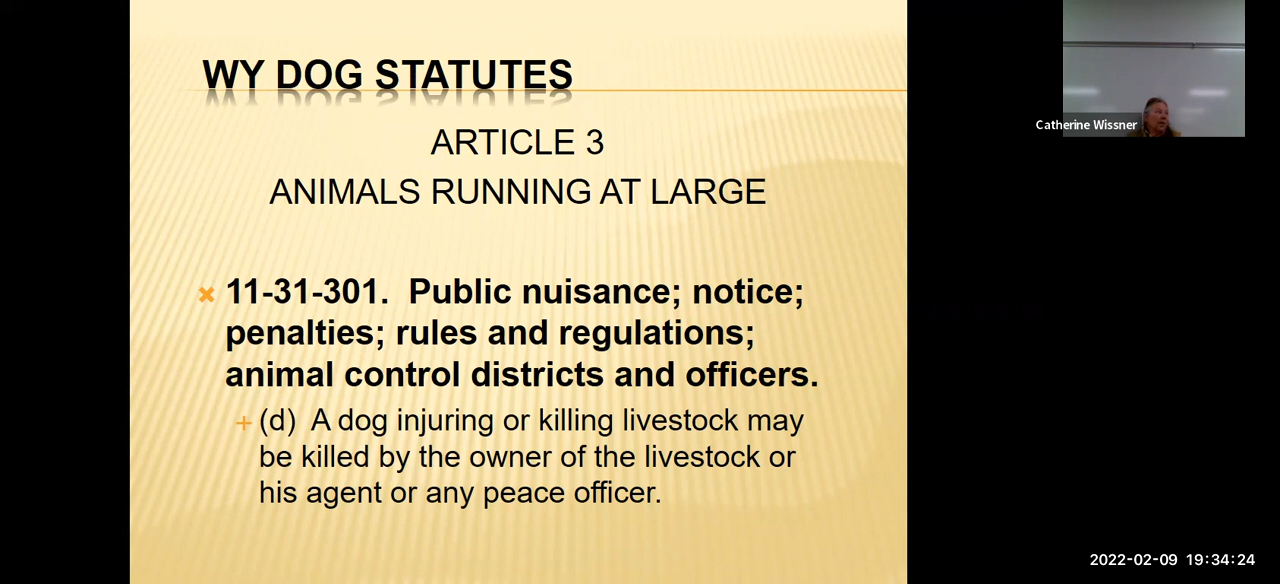 WY DOG STATUTES
ARTICLE 3
ANIMALS RUNNING AT LARGE
11-31-301.  Public nuisance; notice;
penalties; rules and regulations;
animal control districts and officers.
(d)  A dog injuring or killing livestock may
be killed by the owner of the livestock or
his agent or any peace officer.
Catherine Wissner
2022-02-09 19:34:24